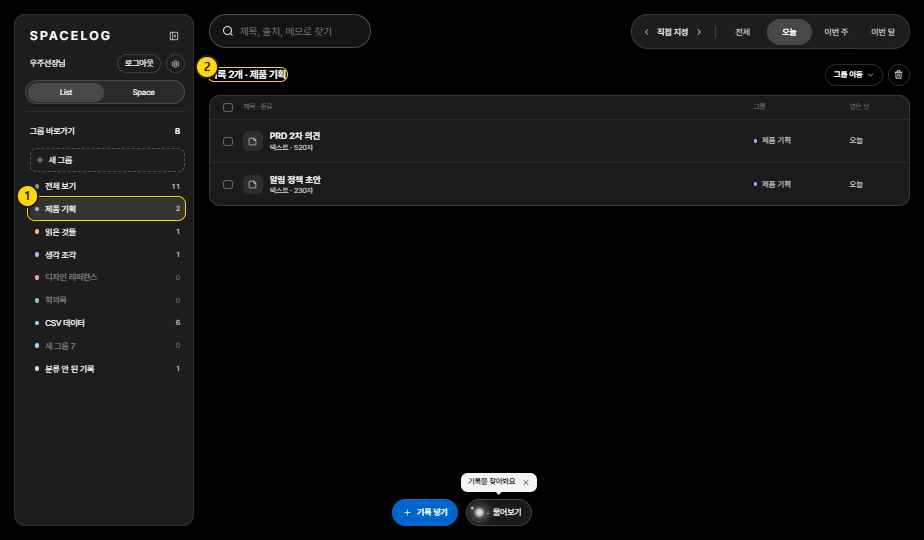 SPACELOG
우주선장님
로그아웃
List
Space
그룹 바로가기
8
+ 새 그룹
전체 보기 11
1
제품 기획 2
읽은 것들 1
생각 조각 1
디자인 레퍼런스 0
회의록 0
CSV 데이터 6
새 그룹 7 0
분류 안 된 기록 1
제목, 출처, 메모로 찾기
직접 지정
전체
오늘
이번 주
이번 달
2
록 2개 · 제품 기획
그룹 이동
제목 · 종류
그룹
넣은 날
PRD 2차 의견
텍스트 · 520자
제품 기획
오늘
알림 정책 초안
텍스트 · 230자
제품 기획
오늘
기록을 찾아봐요 ×
+ 기록 넣기
물어보기